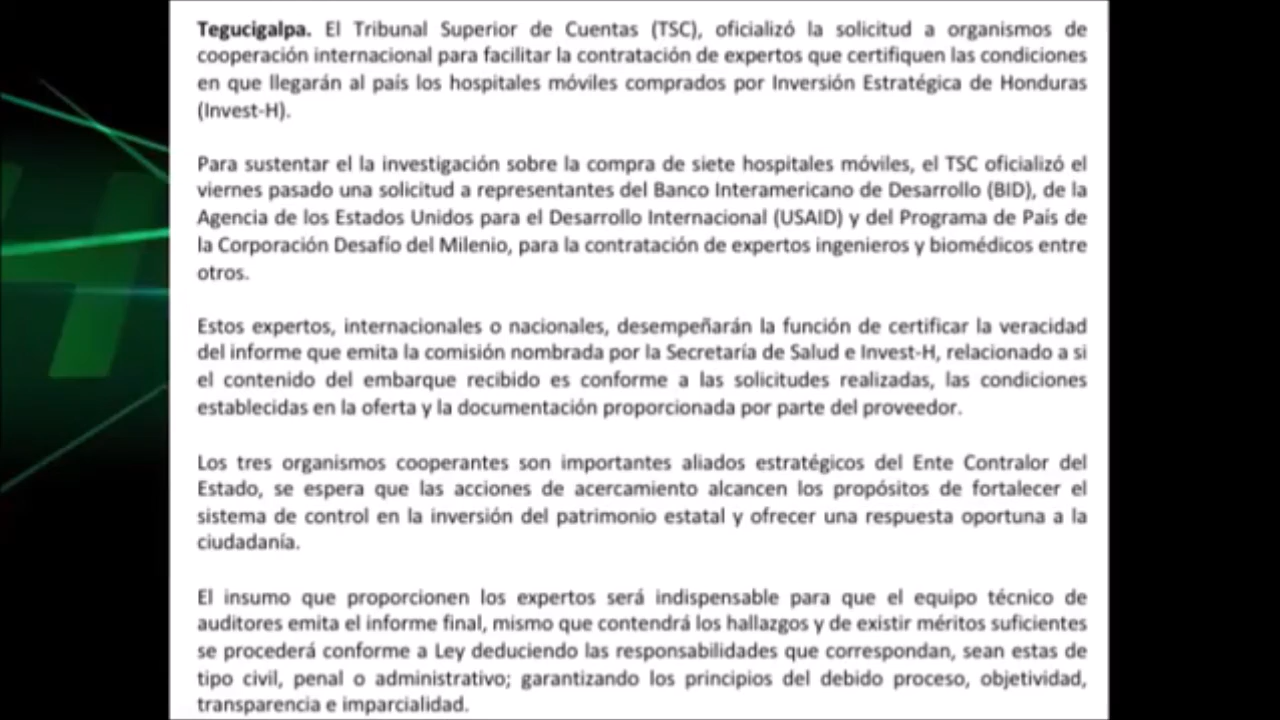 Tegucigalpa. El Tribunal Superior de Cuentas (TSC), oficializó la solicitud a organismos de
cooperación internacional para facilitar la contratación de expertos que certifiquen las condiciones
en que llegarán al país los hospitales móviles comprados por Inversión Estratégica de Honduras
(Invest-H).
Para sustentar el la investigación sobre la compra de siete hospitales móviles, el TSC oficializó el
viernes pasado una solicitud a representantes del Banco Interamericano de Desarrollo (BID), de la
Agencia de los Estados Unidos para el Desarrollo Internacional (USAID) y del Programa de País de
la Corporación Desafío del Milenio, para la contratación de expertos ingenieros y biomédicos entre
otros.
Estos expertos, internacionales o nacionales, desempeñarán la función de certificar la veracidad
del informe que emita la comisión nombrada por la Secretaría de Salud e Invest-H, relacionado a si
el contenido del embarque recibido es conforme a las solicitudes realizadas, las condiciones
establecidas en la oferta y la documentación proporcionada por parte del proveedor.
Los tres organismos cooperantes son importantes aliados estratégicos del Ente Contralor del
Estado, se espera que las acciones de acercamiento alcancen los propósitos de fortalecer el
sistema de control en la inversión del patrimonio estatal y ofrecer una respuesta oportuna a la
ciudadanía.
El insumo que proporcionen los expertos será indispensable para que el equipo técnico de
auditores emita el informe final, mismo que contendrá los hallazgos y de existir méritos suficientes
se procederá conforme a Ley deduciendo las responsabilidades que correspondan, sean estas de
tipo civil, penal o administrativo; garantizando los principios del debido proceso, objetividad,
transparencia e imparcialidad.